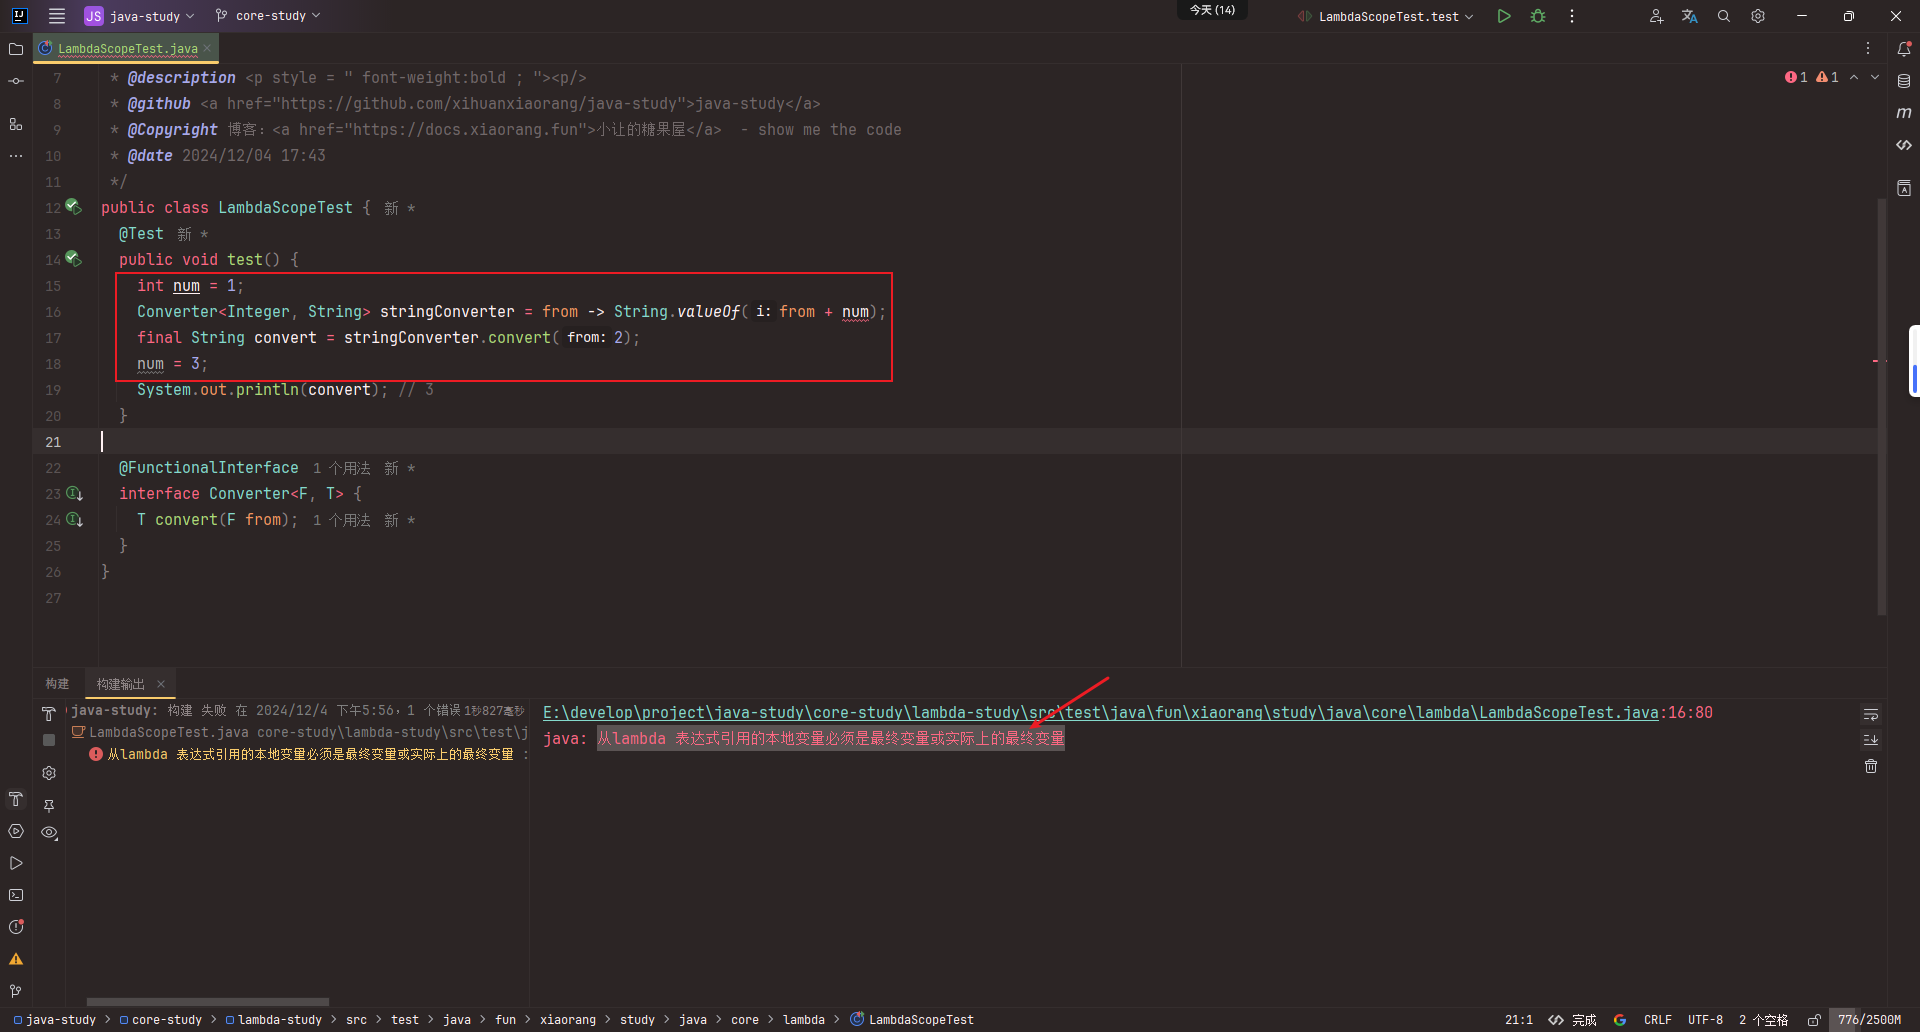 JS java-study core-study 今天 (14) LambdaScopeTest.test
LambdaScopeTest.java
7 * @description <p style = " font-weight:bold ; "><p/> 1 1
8 * @github <a href="https://github.com/xihuanxiaorang/java-study">java-study</a>
9 * @Copyright 博客：<a href="https://docs.xiaorang.fun">小让的糖果屋</a>  - show me the code
10 * @date 2024/12/04 17:43
11 */
12 public class LambdaScopeTest { 新 *
13 @Test 新 *
14 public void test() {
15 int num = 1;
16 Converter<Integer, String> stringConverter = from -> String.valueOf( i: from + num);
17 final String convert = stringConverter.convert( from: 2);
18 num = 3;
19 System.out.println(convert); // 3
20 }
21
22 @FunctionalInterface 1 个用法 新 *
23 interface Converter<F, T> {
24 T convert(F from); 1 个用法 新 *
25 }
26 }
27
构建 构建输出
java-study: 构建 失败 在 2024/12/4 下午5:56，1 个错误 1秒827毫秒
LambdaScopeTest.java core-study\lambda-study\src\test\j
从lambda 表达式引用的本地变量必须是最终变量或实际上的最终变量 :
E:\develop\project\java-study\core-study\lambda-study\src\test\java\fun\xiaorang\study\java\core\lambda\LambdaScopeTest.java:16:80
java: 从lambda 表达式引用的本地变量必须是最终变量或实际上的最终变量
java-study > core-study > lambda-study > src > test > java > fun > xiaorang > study > java > core > lambda > LambdaScopeTest 21:1 完成 CRLF UTF-8 2 个空格 776/2500M